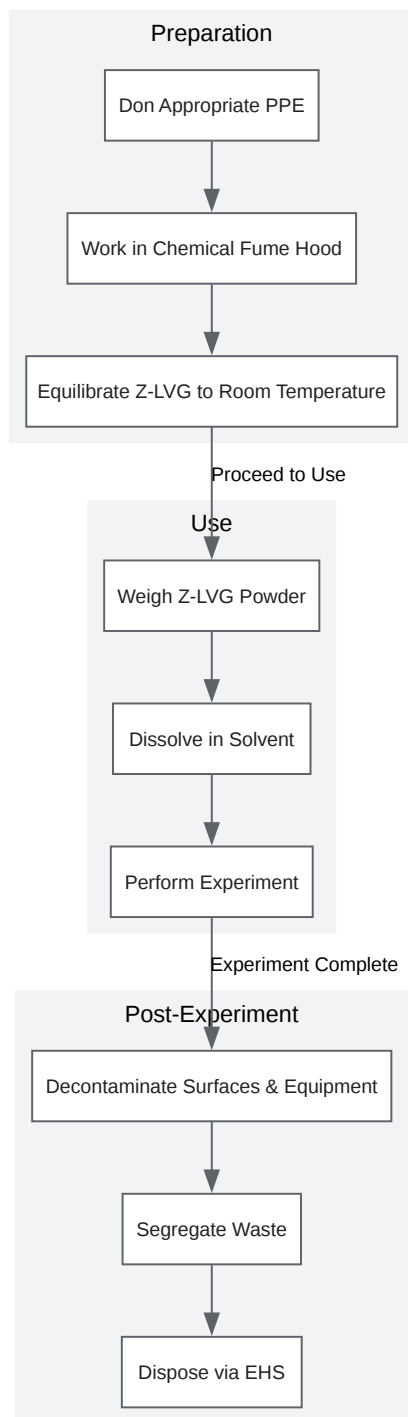 Preparation
Don Appropriate PPE
Work in Chemical Fume Hood
Equilibrate Z-LVG to Room Temperature
Proceed to Use
Use
Weigh Z-LVG Powder
Dissolve in Solvent
Perform Experiment
Experiment Complete
Post-Experiment
Decontaminate Surfaces & Equipment
Segregate Waste
Dispose via EHS